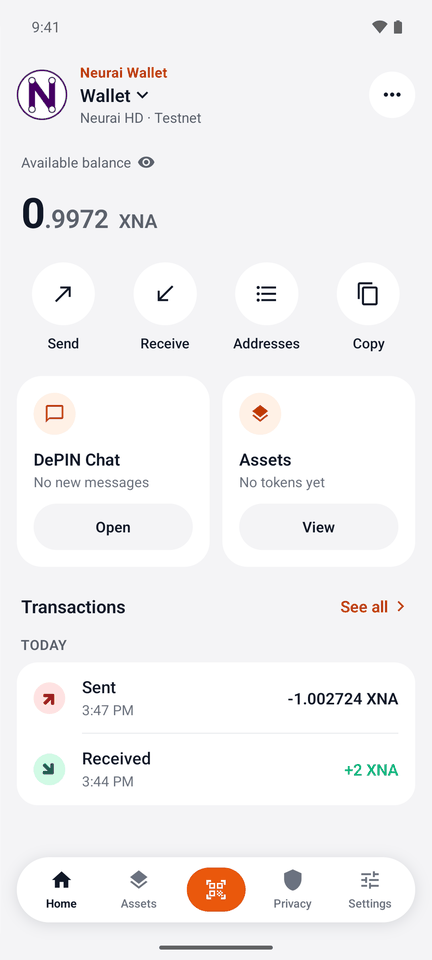 9:41
Neurai Wallet
Wallet
Neurai HD · Testnet
Available balance
0.9972 XNA
Send
Receive
Addresses
Copy
DePIN Chat
No new messages
Open
Assets
No tokens yet
View
Transactions
See all
TODAY
Sent
3:47 PM
-1.002724 XNA
Received
3:44 PM
+2 XNA
Home
Assets
Privacy
Settings